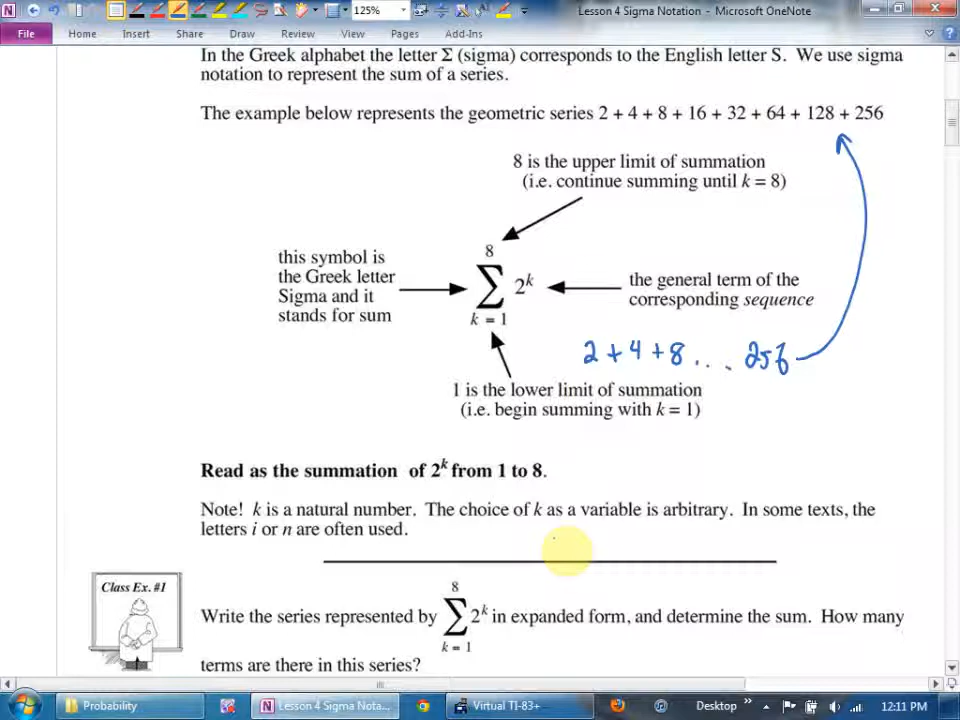 125%
Lesson 4 Sigma Notation - Microsoft OneNote
File Home Insert Share Draw Review View Pages Add-Ins
In the Greek alphabet the letter Σ (sigma) corresponds to the English letter S. We use sigma
notation to represent the sum of a series.
The example below represents the geometric series 2 + 4 + 8 + 16 + 32 + 64 + 128 + 256
8 is the upper limit of summation
(i.e. continue summing until k = 8)
this symbol is
the Greek letter
Sigma and it
stands for sum
8
∑ 2^k
k = 1
the general term of the
corresponding sequence
2 + 4 + 8 . . . 256
1 is the lower limit of summation
(i.e. begin summing with k = 1)
Read as the summation of 2^k from 1 to 8.
Note! k is a natural number. The choice of k as a variable is arbitrary. In some texts, the
letters i or n are often used.
Class Ex. #1
8
Write the series represented by ∑ 2^k in expanded form, and determine the sum. How many
k = 1
terms are there in this series?
Probability
Lesson 4 Sigma Nota...
Virtual TI-83+
Desktop
12:11 PM